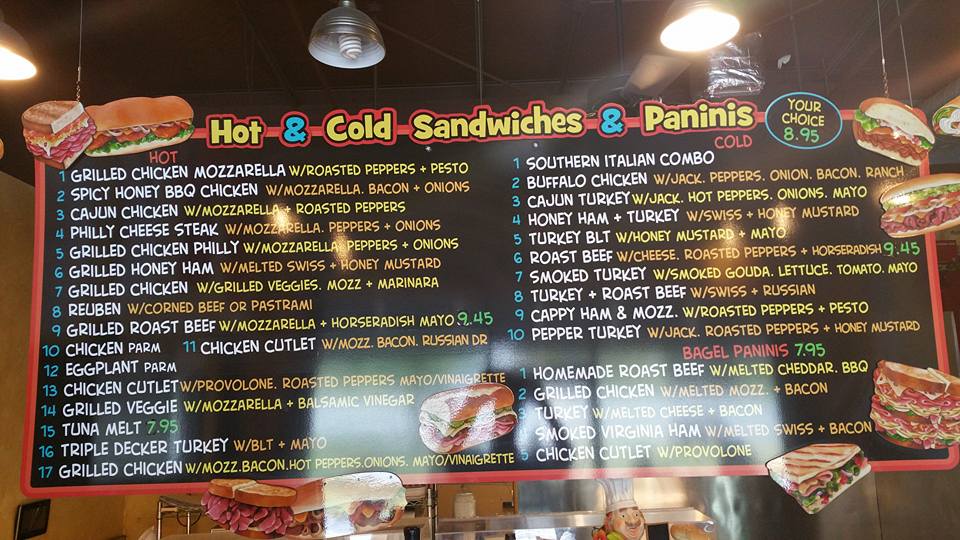 Hot & Cold Sandwiches & Paninis
YOUR CHOICE 8.95
HOT
1 GRILLED CHICKEN MOZZARELLA W/ROASTED PEPPERS + PESTO
2 SPICY HONEY BBQ CHICKEN W/MOZZARELLA. BACON + ONIONS
3 CAJUN CHICKEN W/MOZZARELLA + ROASTED PEPPERS
4 PHILLY CHEESE STEAK W/MOZZARELLA. PEPPERS + ONIONS
5 GRILLED CHICKEN PHILLY W/MOZZARELLA. PEPPERS + ONIONS
6 GRILLED HONEY HAM W/MELTED SWISS + HONEY MUSTARD
7 GRILLED CHICKEN W/GRILLED VEGGIES. MOZZ + MARINARA
8 REUBEN W/CORNED BEEF OR PASTRAMI
9 GRILLED ROAST BEEF W/MOZZARELLA + HORSERADISH MAYO 9.45
10 CHICKEN PARM 11 CHICKEN CUTLET W/MOZZ. BACON. RUSSIAN DR
12 EGGPLANT PARM
13 CHICKEN CUTLET W/PROVOLONE. ROASTED PEPPERS MAYO/VINAIGRETTE
14 GRILLED VEGGIE W/MOZZARELLA + BALSAMIC VINEGAR
15 TUNA MELT 7.95
16 TRIPLE DECKER TURKEY W/BLT + MAYO
17 GRILLED CHICKEN W/MOZZ.BACON.HOT PEPPERS.ONIONS. MAYO/VINAIGRETTE
COLD
1 SOUTHERN ITALIAN COMBO
2 BUFFALO CHICKEN W/JACK. PEPPERS. ONION. BACON. RANCH
3 CAJUN TURKEY W/JACK. HOT PEPPERS. ONIONS. MAYO
4 HONEY HAM + TURKEY W/SWISS + HONEY MUSTARD
5 TURKEY BLT W/HONEY MUSTARD + MAYO
6 ROAST BEEF W/CHEESE. ROASTED PEPPERS + HORSERADISH 9.45
7 SMOKED TURKEY W/SMOKED GOUDA. LETTUCE. TOMATO. MAYO
8 TURKEY + ROAST BEEF W/SWISS + RUSSIAN
9 CAPPY HAM & MOZZ. W/ROASTED PEPPERS + PESTO
10 PEPPER TURKEY W/JACK. ROASTED PEPPERS + HONEY MUSTARD
BAGEL PANINIS 7.95
1 HOMEMADE ROAST BEEF W/MELTED CHEDDAR. BBQ
2 GRILLED CHICKEN W/MELTED MOZZ. + BACON
3 TURKEY W/MELTED CHEESE + BACON
SMOKED VIRGINIA HAM W/MELTED SWISS + BACON
5 CHICKEN CUTLET W/PROVOLONE